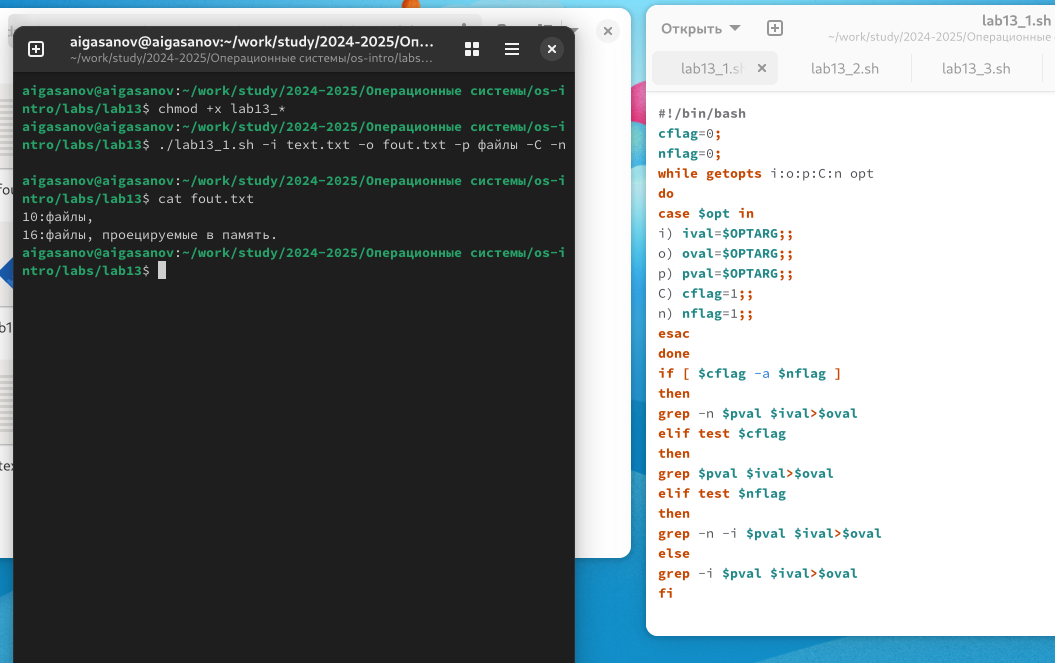 aigasanov@aigasanov:~/work/study/2024-2025/Оп...
~/work/study/2024-2025/Операционные системы/os-intro/labs...
aigasanov@aigasanov:~/work/study/2024-2025/Операционные системы/os-i
ntro/labs/lab13$ chmod +x lab13_*
aigasanov@aigasanov:~/work/study/2024-2025/Операционные системы/os-i
ntro/labs/lab13$ ./lab13_1.sh -i text.txt -o fout.txt -p файлы -C -n
aigasanov@aigasanov:~/work/study/2024-2025/Операционные системы/os-i
ntro/labs/lab13$ cat fout.txt
10:файлы,
16:файлы, проецируемые в память.
aigasanov@aigasanov:~/work/study/2024-2025/Операционные системы/os-i
ntro/labs/lab13$
Открыть
lab13_1.sh
~/work/study/2024-2025/Операционные
lab13_1.sh
lab13_2.sh
lab13_3.sh
#!/bin/bash
cflag=0;
nflag=0;
while getopts i:o:p:C:n opt
do
case $opt in
i) ival=$OPTARG;;
o) oval=$OPTARG;;
p) pval=$OPTARG;;
C) cflag=1;;
n) nflag=1;;
esac
done
if [ $cflag -a $nflag ]
then
grep -n $pval $ival>$oval
elif test $cflag
then
grep $pval $ival>$oval
elif test $nflag
then
grep -n -i $pval $ival>$oval
else
grep -i $pval $ival>$oval
fi